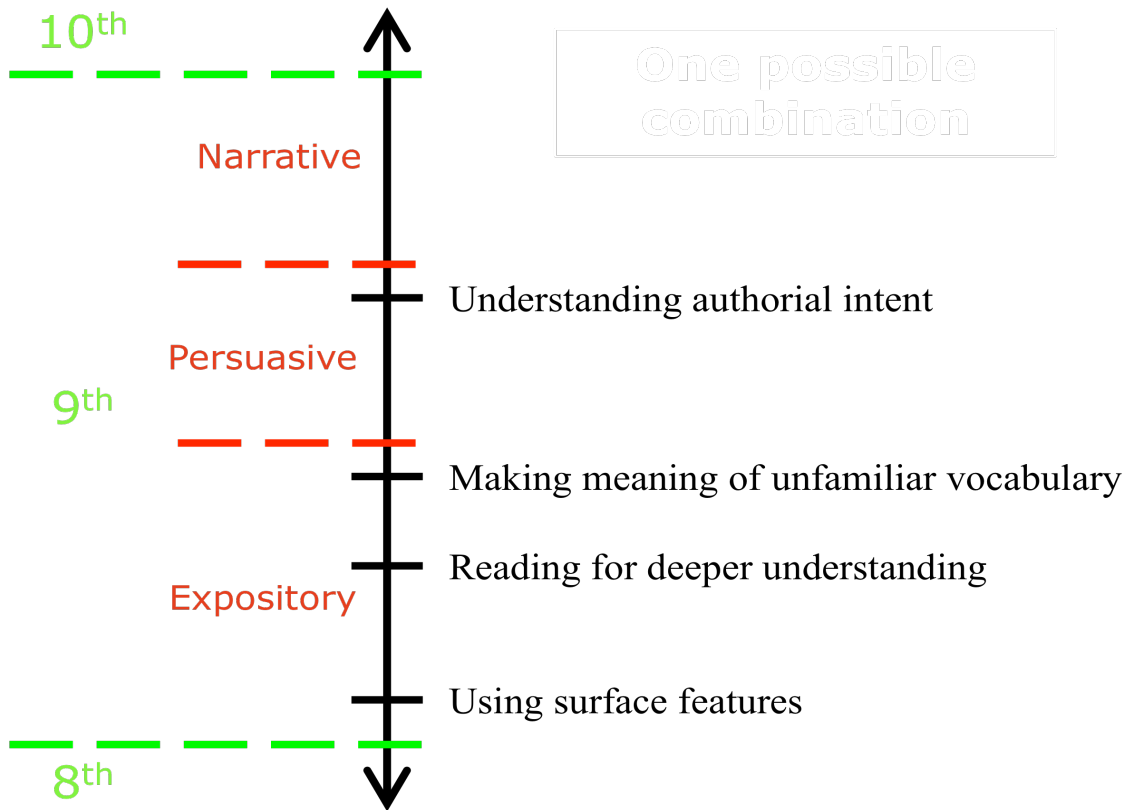 10th
One possible
combination
Narrative
Understanding authorial intent
Persuasive
9th
Making meaning of unfamiliar vocabulary
Reading for deeper understanding
Expository
Using surface features
8th